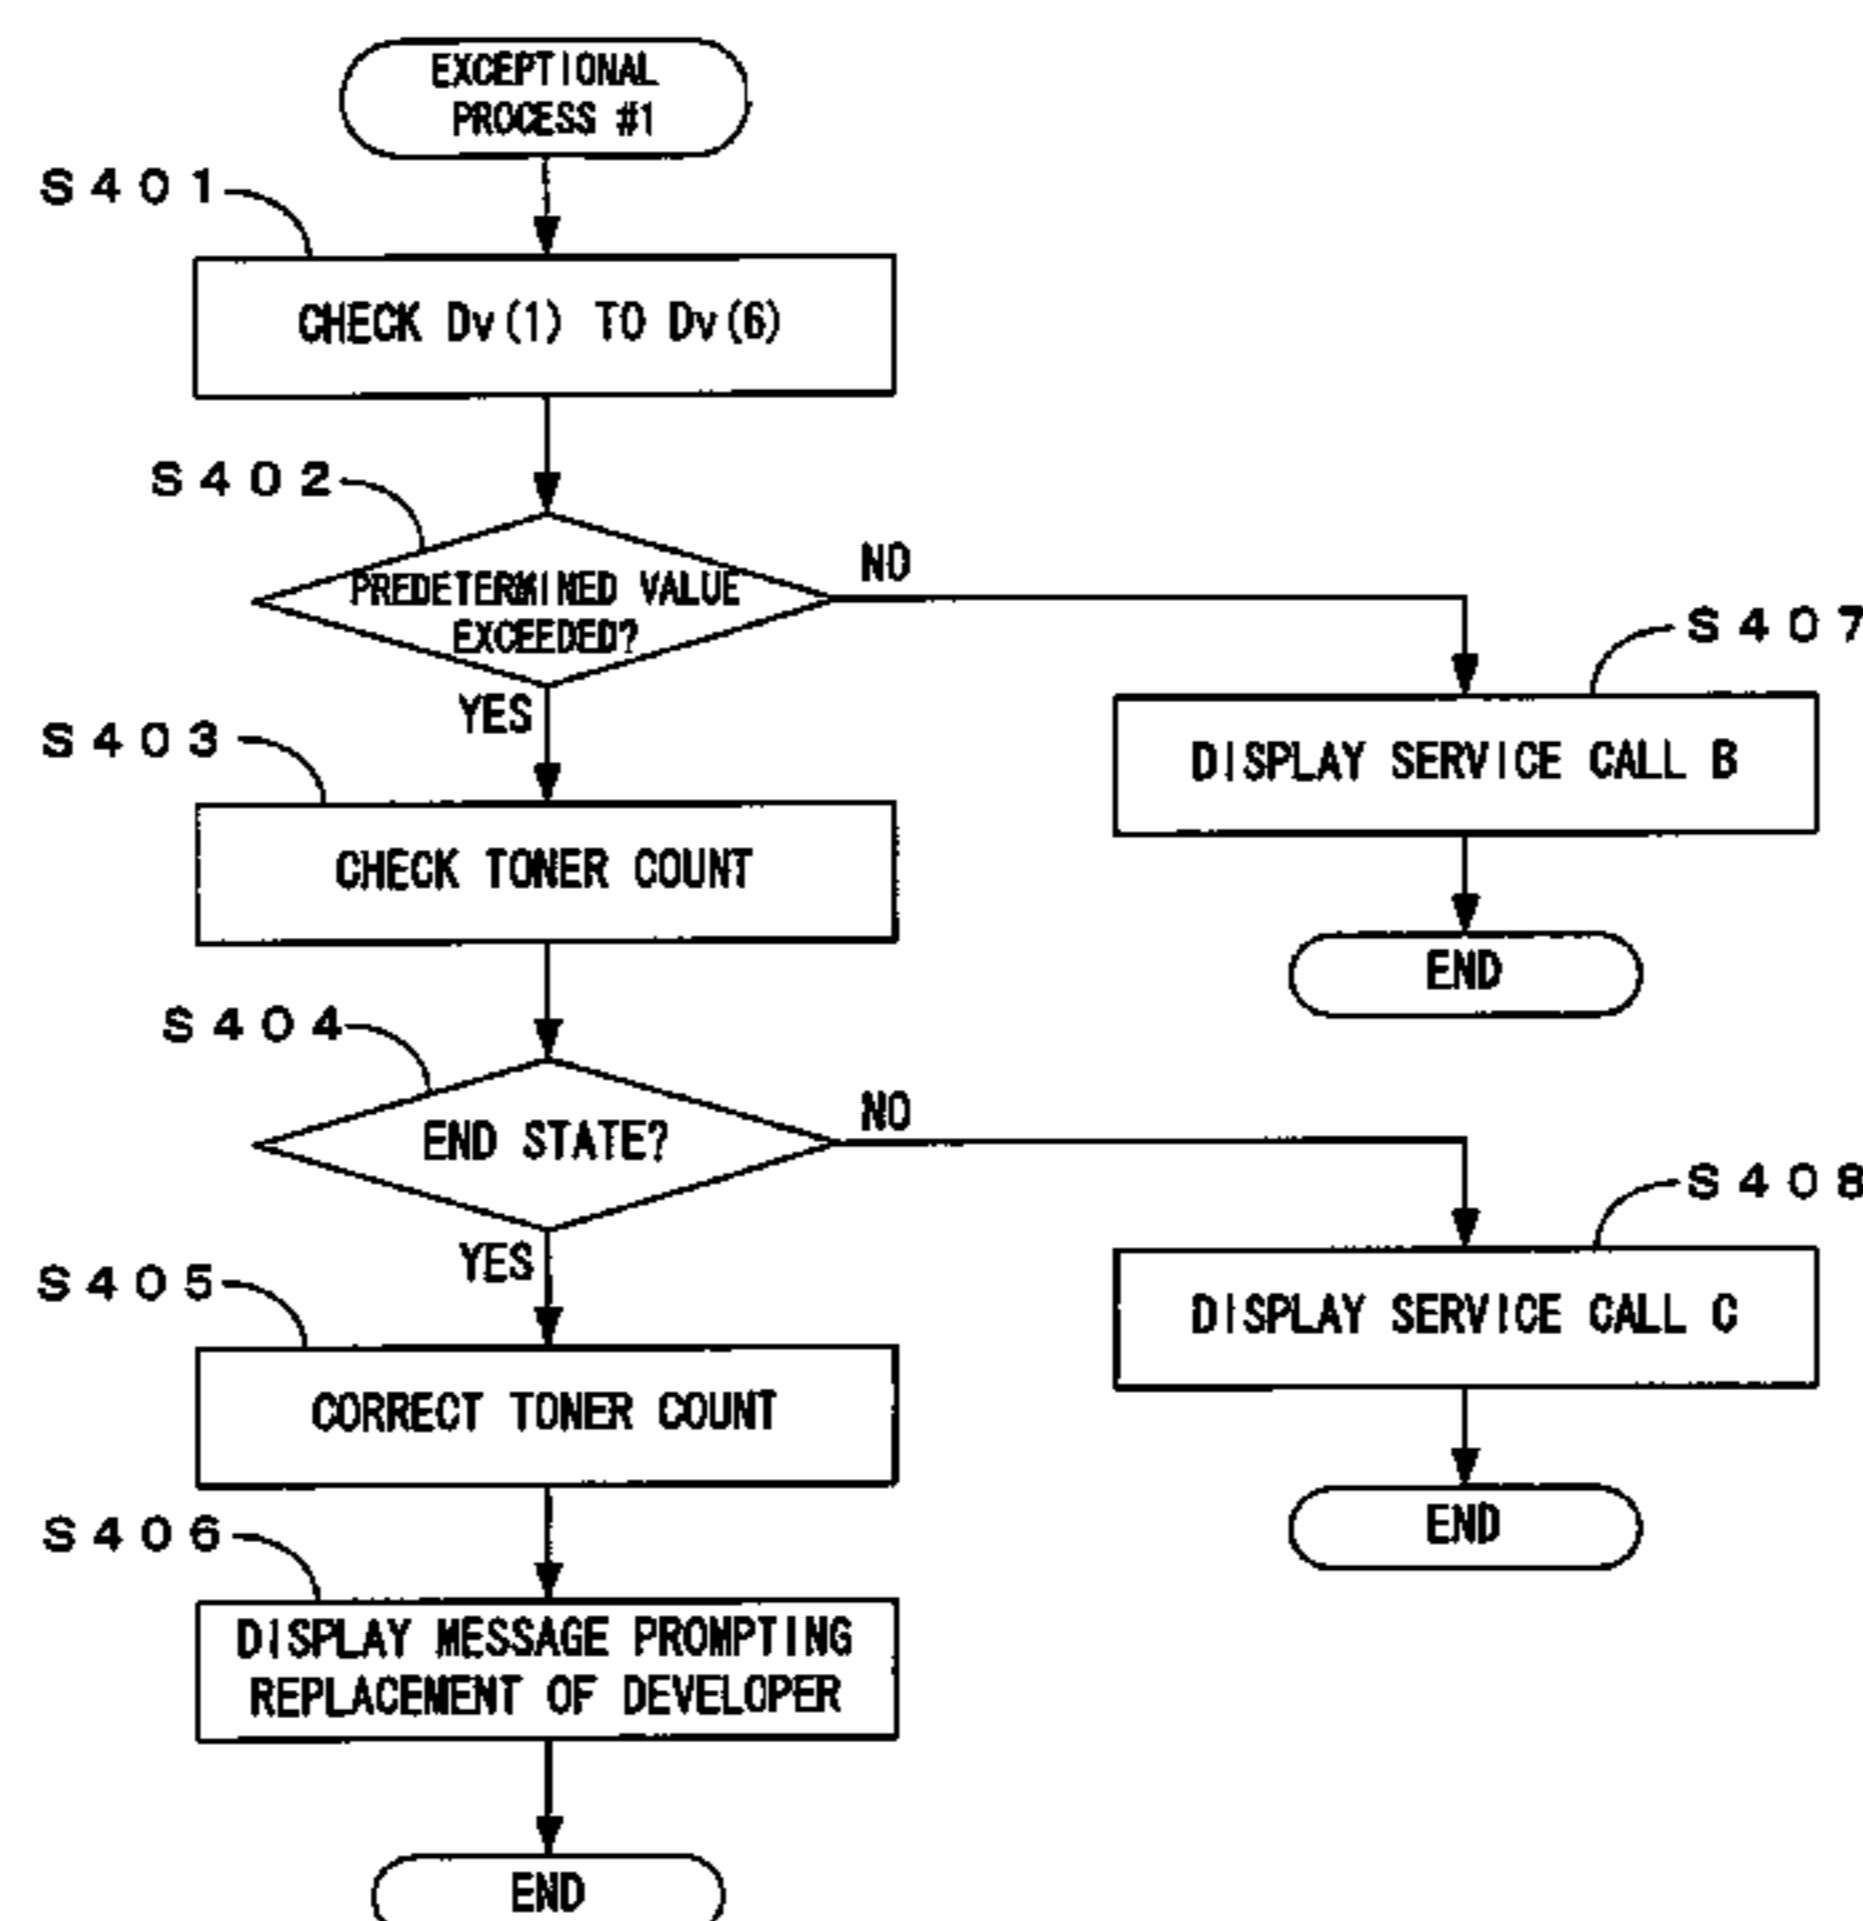 EXCEPTIONAL
PROCESS #1
S401
CHECK Dv(1) TO Dv(6)
S402
PREDETERMINED VALUE
EXCEEDED?
NO
YES
S407
DISPLAY SERVICE CALL B
END
S403
CHECK TONER COUNT
S404
END STATE?
NO
YES
S408
DISPLAY SERVICE CALL C
END
S405
CORRECT TONER COUNT
S406
DISPLAY MESSAGE PROMPTING
REPLACEMENT OF DEVELOPER
END